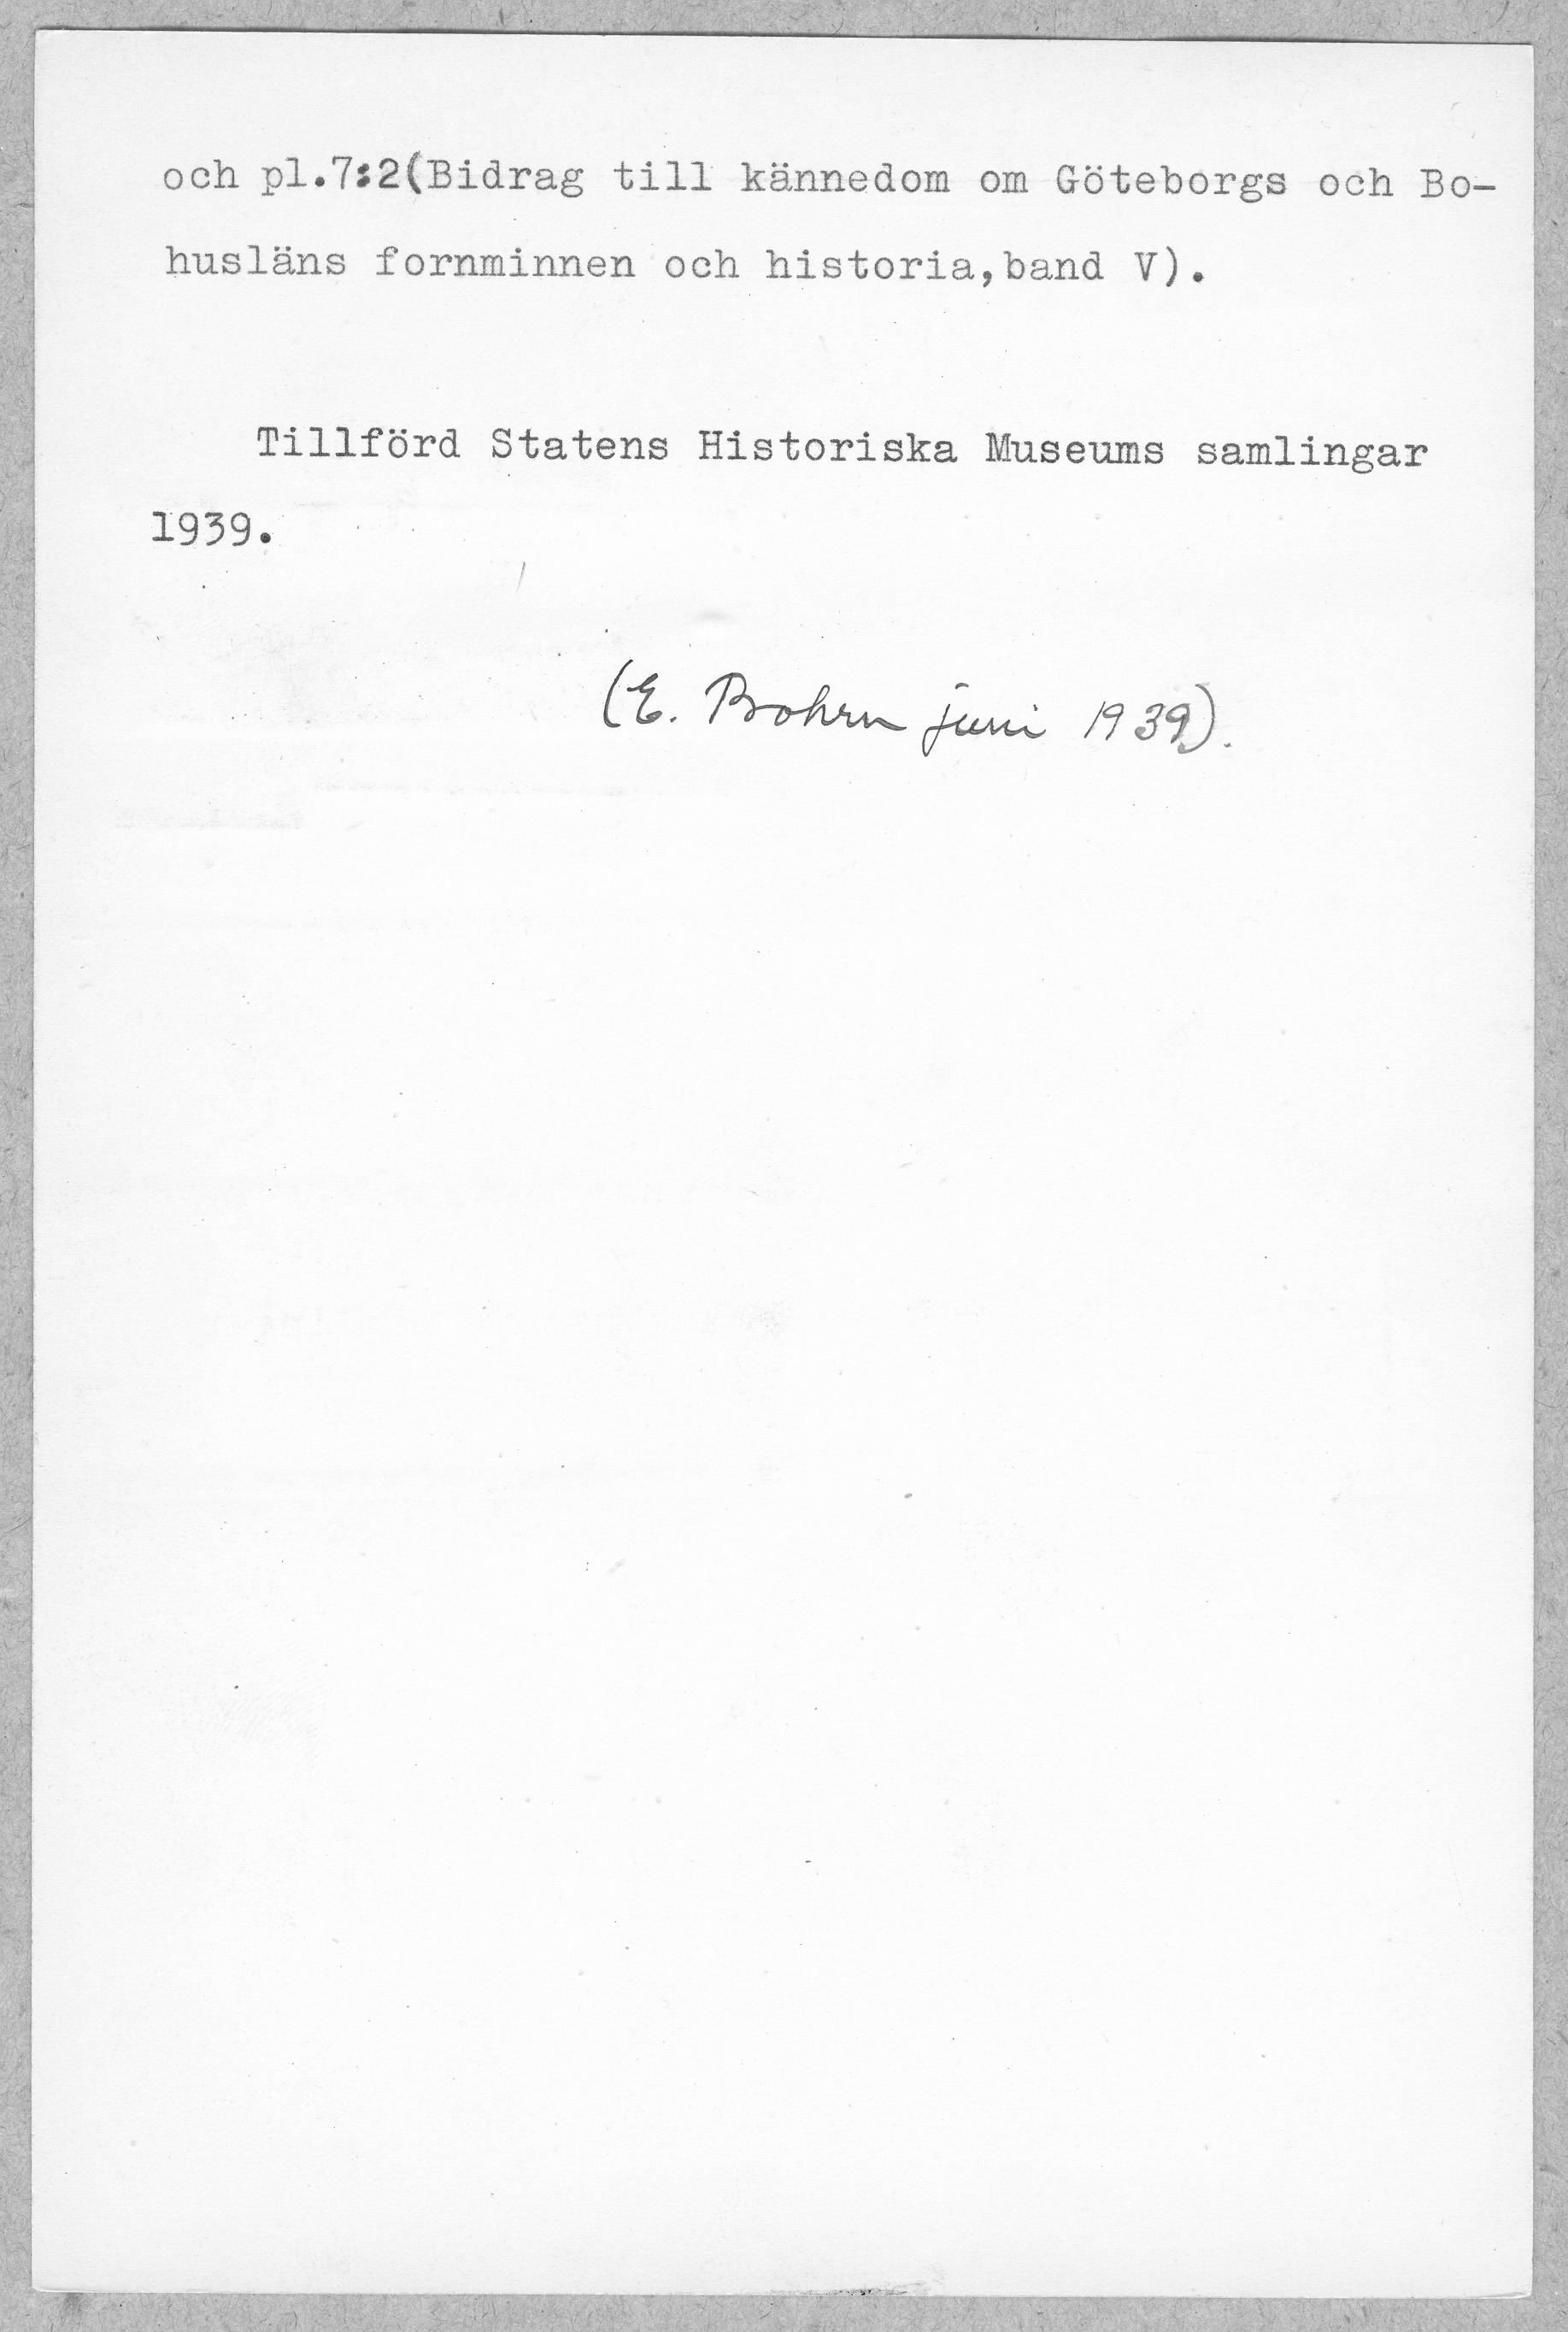 och pl.7:2(Bidrag till kännedom om Göteborgs och Bo-
husläns fornminnen och historia,band V).
Tillförd Statens Historiska Museums samlingar
1939.
(E. Bohrn juni 1939).